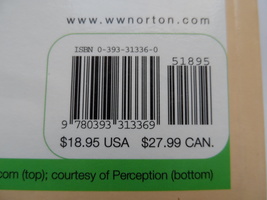 www.wwnorton.com
ISBN 0-393-31336-0
51895
9 780393 313369
$18.95 USA $27.99 CAN.
com (top); courtesy of Perception (bottom)